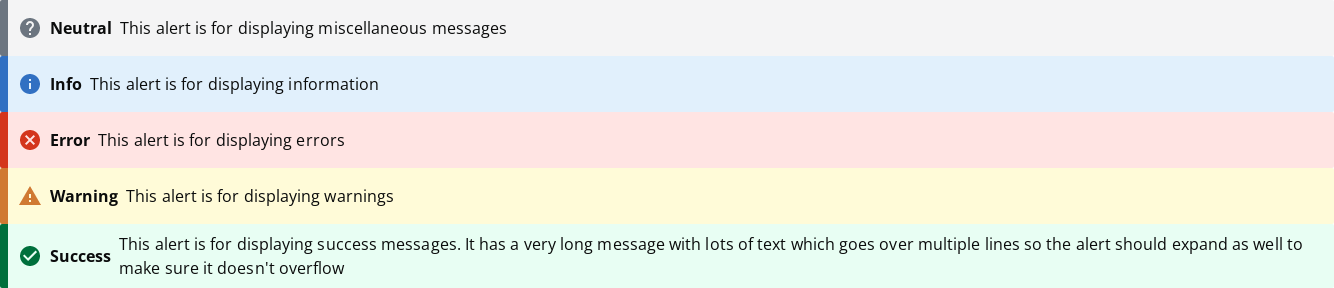 Neutral This alert is for displaying miscellaneous messages
Info This alert is for displaying information
Error This alert is for displaying errors
Warning This alert is for displaying warnings
Success This alert is for displaying success messages. It has a very long message with lots of text which goes over multiple lines so the alert should expand as well to
make sure it doesn't overflow